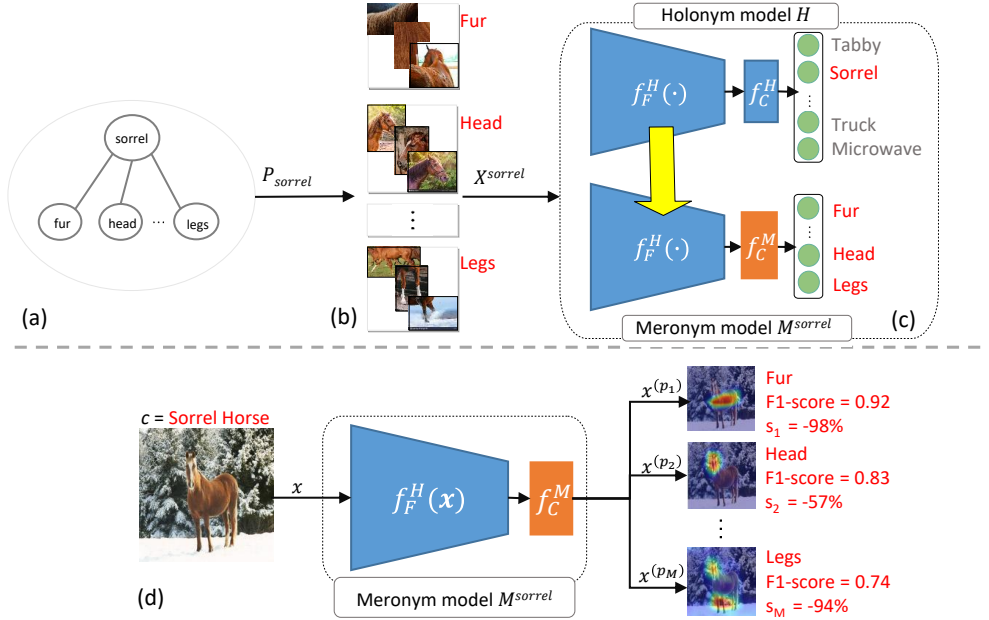 sorrel
fur
head
...
legs
(a)
P_sorrel
Fur
Head
⋮
Legs
(b)
X^sorrel
Holonym model H
f_F^H(·)
f_C^H
Tabby
Sorrel
⋮
Truck
Microwave
f_F^H(·)
f_C^M
Fur
⋮
Head
Legs
Meronym model M^sorrel
(c)
c = Sorrel Horse
x
f_F^H(x)
f_C^M
Meronym model M^sorrel
(d)
x^(p_1)
Fur
F1-score = 0.92
s_1 = -98%
x^(p_2)
Head
F1-score = 0.83
s_2 = -57%
⋮
x^(p_M)
Legs
F1-score = 0.74
s_M = -94%